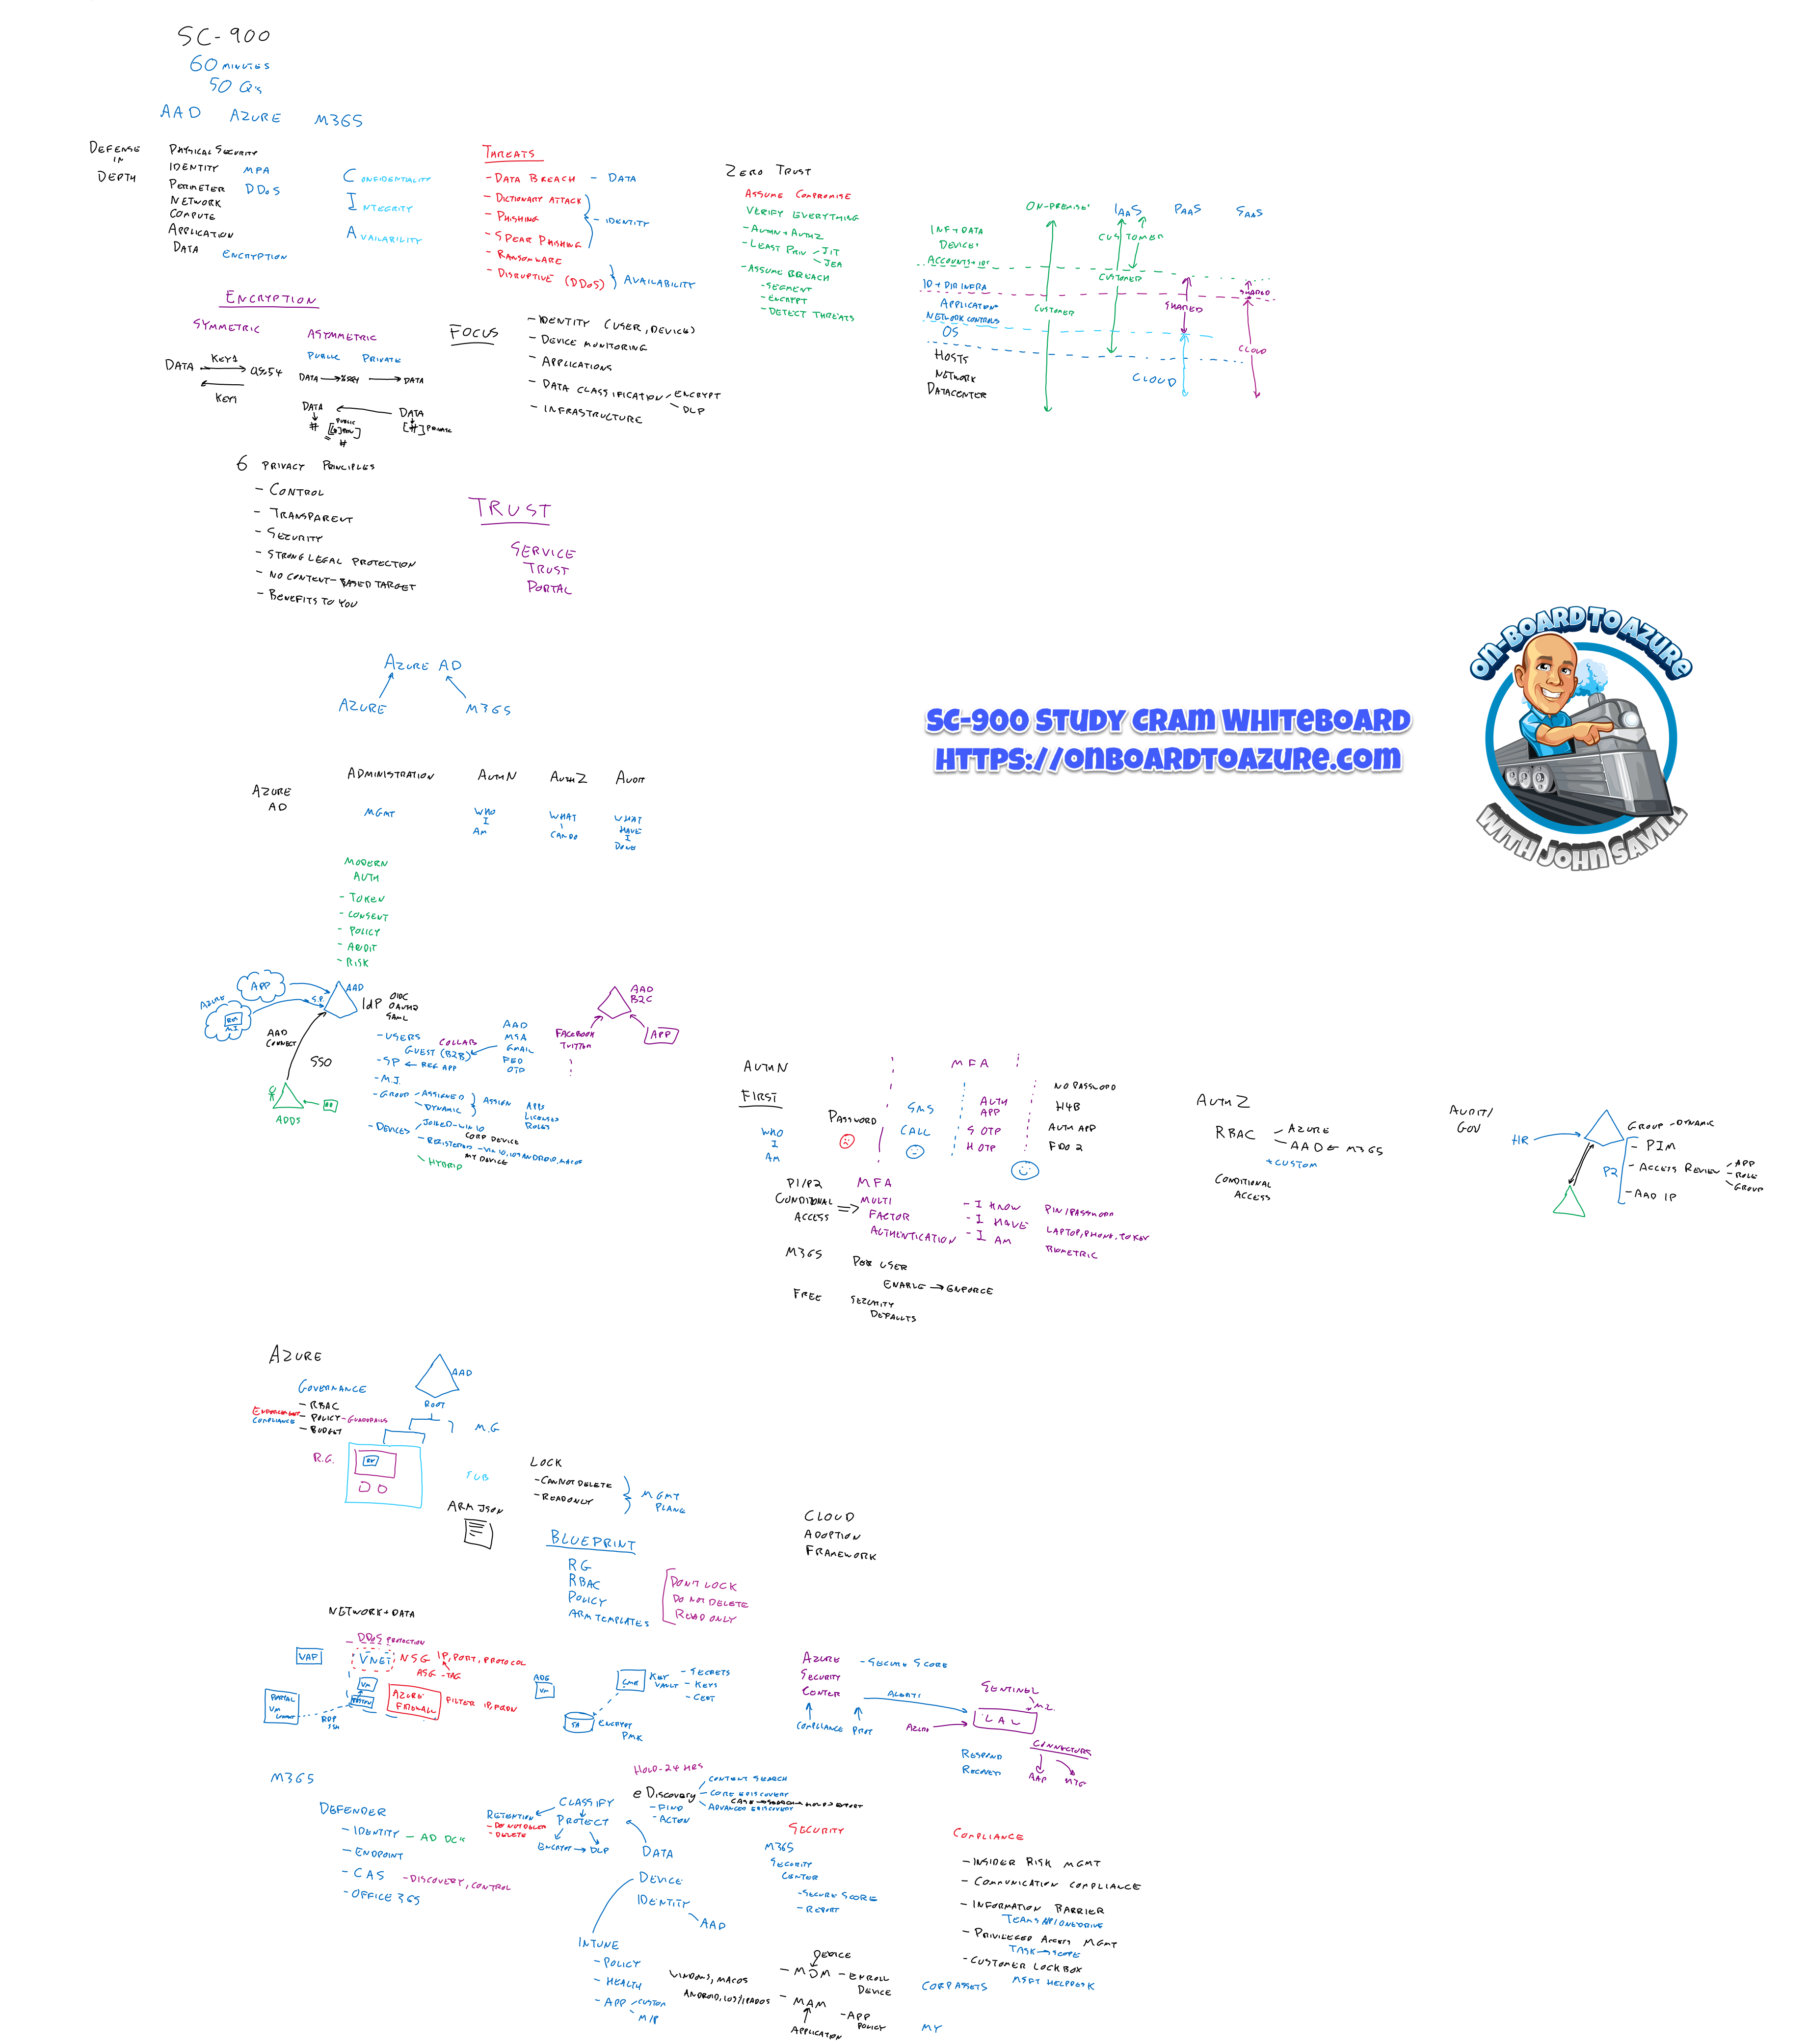 SC-900
60 MINUTES
50 Q's
AAD AZURE M365
DEFENSE
IN
DEPTH
PHYSICAL SECURITY
IDENTITY MFA
PERIMETER DDoS
NETWORK
COMPUTE
APPLICATION
DATA ENCRYPTION
CONFIDENTIALITY
INTEGRITY
AVAILABILITY
THREATS
- DATA BREACH - DATA
- DICTIONARY ATTACK
- PHISHING - IDENTITY
- SPEAR PHISHING
- RANSOMWARE
- DISRUPTIVE (DDoS) AVAILABILITY
ZERO TRUST
ASSUME COMPROMISE
VERIFY EVERYTHING
- AUTHN + AUTHZ
- LEAST PRIV - JIT
- JEA
- ASSUME BREACH
- SEGMENT
- ENCRYPT
- DETECT THREATS
ON-PREMISES IAAS PAAS SAAS
INF + DATA
DEVICES
ACCOUNTS + ID
ID + DIR INFRA
APPLICATION
NETWORK CONTROLS
OS
HOSTS
NETWORK
DATACENTER
CUSTOMER
CUSTOMER
CUSTOMER
SHARED
CLOUD
SHARED
CLOUD
ENCRYPTION
SYMMETRIC ASYMMETRIC
PUBLIC PRIVATE
DATA KEY1
KEY1
DATA DATA
DATA DATA
# PUBLIC [#] PRIVATE
#
FOCUS
- IDENTITY (USER, DEVICE)
- DEVICE MONITORING
- APPLICATIONS
- DATA CLASSIFICATION - ENCRYPT
- DLP
- INFRASTRUCTURE
6 PRIVACY PRINCIPLES
- CONTROL
- TRANSPARENT
- SECURITY
- STRONG LEGAL PROTECTION
- NO CONTENT-BASED TARGET
- BENEFITS TO YOU
TRUST
SERVICE
TRUST
PORTAL
AZURE AD
AZURE M365
SC-900 Study Cram Whiteboard
https://onboardtoazure.com
ON-BOARD TO AZURE
WITH JOHN SAVILL
AZURE
AD
ADMINISTRATION AUTHN AUTHZ AUDIT
MGMT
WHO
I
AM
WHAT
I
CAN DO
WHAT
HAVE
I
DONE
MODERN
AUTH
- TOKEN
- CONSENT
- POLICY
- AUDIT
- RISK
APP
AZURE
M.I
S.P.
AAD
IdP OIDC
OAUTH2
SAML
AAD
CONNECT
SSO
ADDS
- USERS COLLAB
GUEST (B2B)
- SP REG APP
- M.I.
- GROUP - ASSIGNED
- DYNAMIC
ASSIGN APPS
LICENSES
ROLES
- DEVICES - JOINED - WIN 10
CORP DEVICE
- REGISTERED - WIN 10, IOS ANDROID, MACOS
MY DEVICE
- HYBRID
AAD
MSA
GMAIL
FED
OTP
AAD
B2C
FACEBOOK
TWITTER
APP
AUTHN
FIRST
WHO
I
AM
PASSWORD
MFA
SMS
CALL
AUTH
APP
S OTP
H OTP
NO PASSWORD
H4B
AUTH APP
FIDO 2
P1/P2
CONDITIONAL
ACCESS
MFA
MULTI
FACTOR
AUTHENTICATION
- I KNOW PIN/PASSWORD
- I HAVE LAPTOP, PHONE, TOKEN
- I AM BIOMETRIC
M365 PER USER
ENABLE ENFORCE
FREE SECURITY
DEFAULTS
AUTHZ
RBAC - AZURE
- AAD M365
+ CUSTOM
CONDITIONAL
ACCESS
AUDIT/
GOV
HR
GROUP - DYNAMIC
- PIM
P2
- ACCESS REVIEW - APP
- ROLE
- GROUP
- AAD IP
AZURE
GOVERNANCE
- RBAC
ENFORCEMENT
- POLICY - GUARDRAILS
COMPLIANCE
- BUDGET
AAD
ROOT
M.G
R.G.
SUB
ARM JSON
LOCK
- CANNOT DELETE
- READONLY
MGMT
PLANE
BLUEPRINT
RG
RBAC
POLICY
ARM TEMPLATES
DON'T LOCK
DO NOT DELETE
READ ONLY
CLOUD
ADOPTION
FRAMEWORK
NETWORK + DATA
- DDOS PROTECTION
WAF
VNET NSG IP, PORT, PROTOCOL
ASG - TAG
VM
AZURE
FIREWALL
FILTER IP, FQDN
PORTAL
VM
RDP
SSH
ADE
VM
CMK
KEY
VAULT
- SECRETS
- KEYS
- CERT
SA
ENCRYPT
PMK
AZURE
SECURITY
CENTER
- SECURE SCORE
COMPLIANCE PROT
ALERTS
SENTINEL
LAW
AZURE
RESPOND
RECOVER
CONNECTORS
AAD M365
M365
DEFENDER
- IDENTITY - AD DC's
- ENDPOINT
- CAS - DISCOVERY, CONTROL
- OFFICE 365
CLASSIFY
RETENTION
- DO NOT DELETE
- DELETE
PROTECT
ENCRYPT DLP
HOLD - 24 HRS
e DISCOVERY
- FIND
- ACTION
- CONTENT SEARCH
- CORE EDISCOVERY
CASE SEARCH HOLD EXPORT
- ADVANCED EDISCOVERY
DATA
DEVICE
IDENTITY
AAD
INTUNE
- POLICY
- HEALTH
- APP - CUSTOM
WINDOWS, MACOS
ANDROID, IOS/IPADOS
DEVICE
- MDM - ENROLL
DEVICE
CORP ASSETS
- MAM - APP
POLICY
MY
APPLICATION
SECURITY
M365
SECURITY
CENTER
- SECURE SCORE
- REPORT
COMPLIANCE
- INSIDER RISK MGMT
- COMMUNICATION COMPLIANCE
- INFORMATION BARRIER
- PRIVILEGED ACCESS MGMT
TASK SCOPE
- CUSTOMER LOCKBOX
MSFT HELPDESK